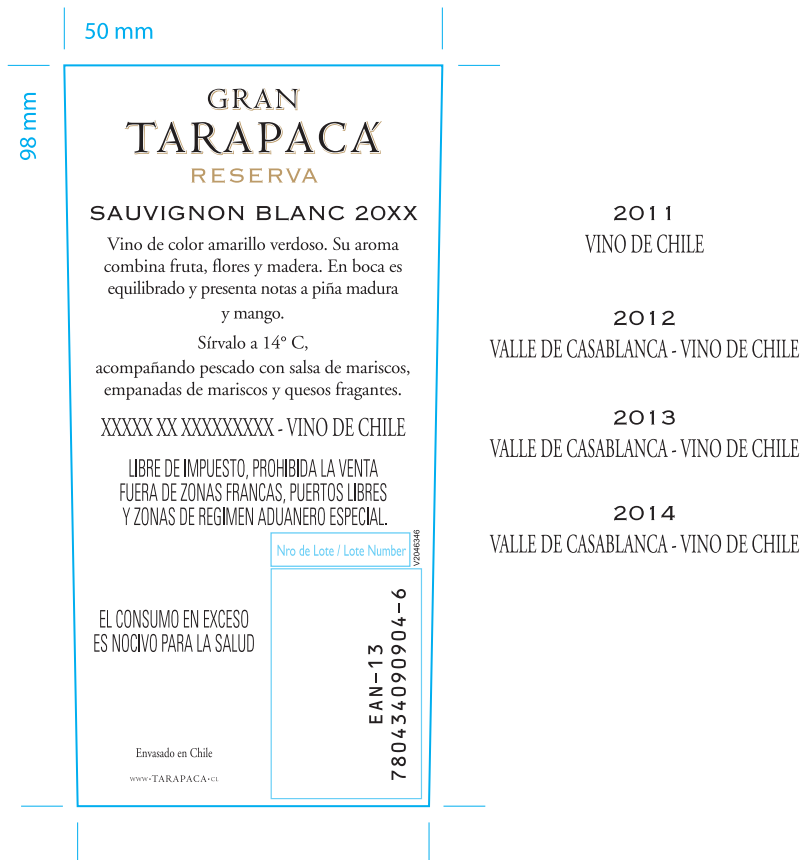 50 mm
98 mm
GRAN
TARAPACÁ
RESERVA
SAUVIGNON BLANC 20XX
Vino de color amarillo verdoso. Su aroma
combina fruta, flores y madera. En boca es
equilibrado y presenta notas a piña madura
y mango.
Sírvalo a 14° C,
acompañando pescado con salsa de mariscos,
empanadas de mariscos y quesos fragantes.
XXXXX XX XXXXXXXXX - VINO DE CHILE
LIBRE DE IMPUESTO, PROHIBIDA LA VENTA
FUERA DE ZONAS FRANCAS, PUERTOS LIBRES
Y ZONAS DE REGIMEN ADUANERO ESPECIAL.
Nro de Lote / Lote Number
V2046346
EL CONSUMO EN EXCESO
ES NOCIVO PARA LA SALUD
EAN-13
780434090904-6
Envasado en Chile
WWW•TARAPACA•CL
2011
VINO DE CHILE
2012
VALLE DE CASABLANCA - VINO DE CHILE
2013
VALLE DE CASABLANCA - VINO DE CHILE
2014
VALLE DE CASABLANCA - VINO DE CHILE